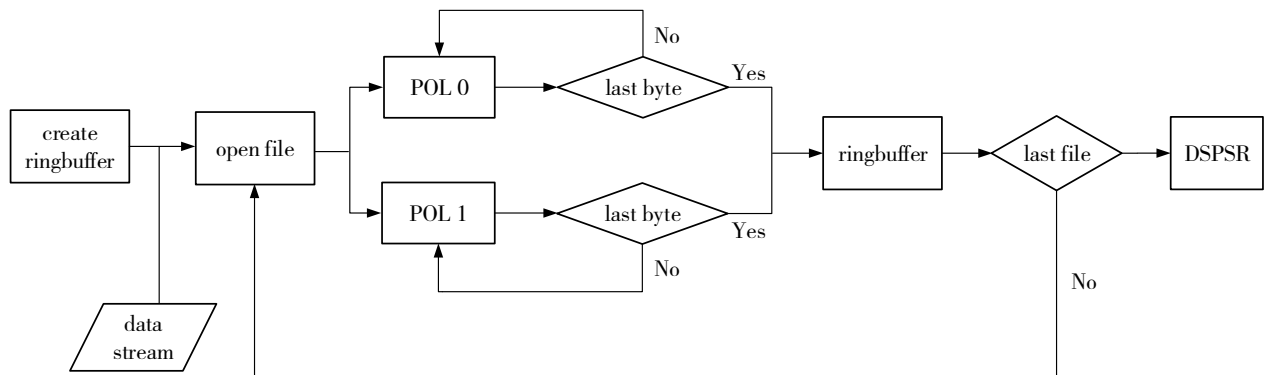 create
ringbuffer
data
stream
open file
POL 0
last byte
No
Yes
POL 1
last byte
Yes
No
ringbuffer
last file
No
DSPSR